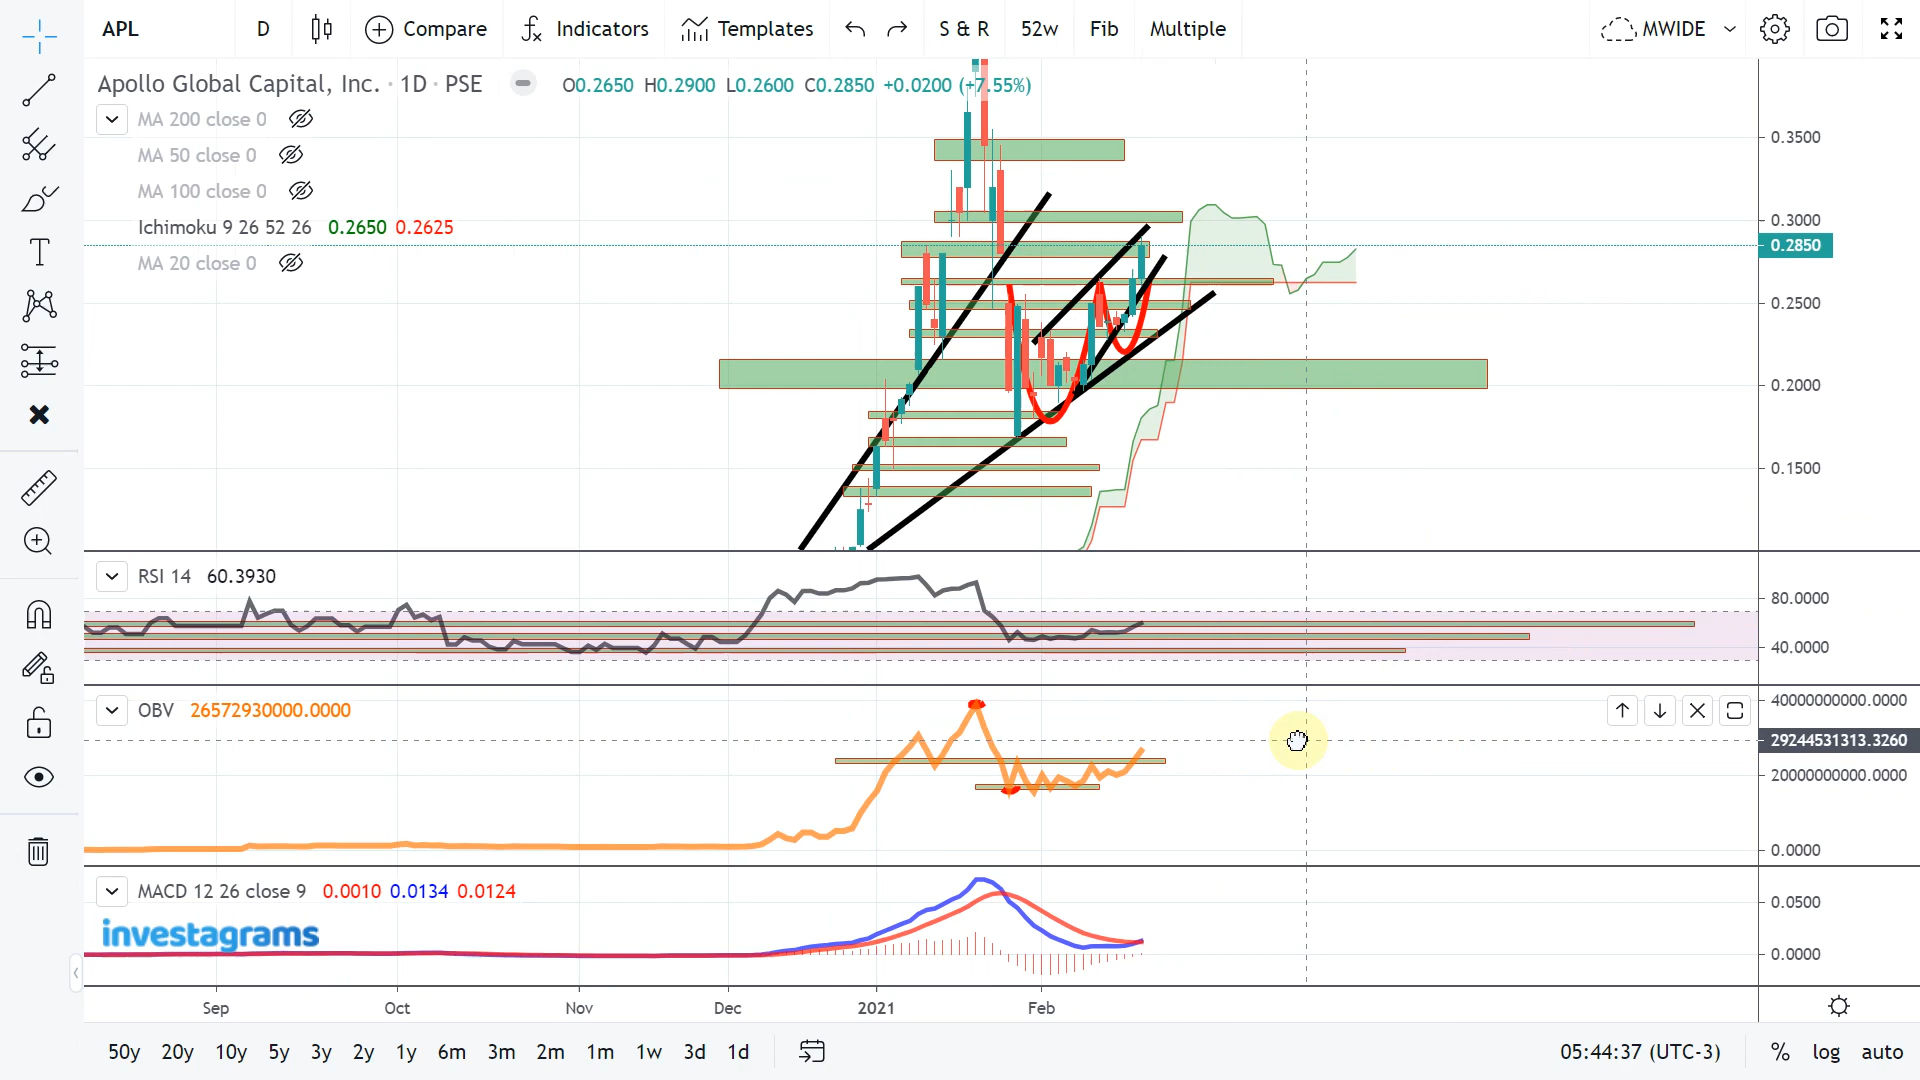 APL D Compare Indicators Templates S & R 52w Fib Multiple MWIDE
Apollo Global Capital, Inc. · 1D · PSE O0.2650 H0.2900 L0.2600 C0.2850 +0.0200 (+7.55%)
MA 200 close 0
MA 50 close 0
MA 100 close 0
Ichimoku 9 26 52 26 0.2650 0.2625
MA 20 close 0
0.3500
0.3000
0.2850
0.2500
0.2000
0.1500
RSI 14 60.3930
80.0000
40.0000
OBV 26572930000.0000
40000000000.0000
29244531313.3260
20000000000.0000
0.0000
MACD 12 26 close 9 0.0010 0.0134 0.0124
0.0500
investagrams
0.0000
Sep Oct Nov Dec 2021 Feb
50y 20y 10y 5y 3y 2y 1y 6m 3m 2m 1m 1w 3d 1d 05:44:37 (UTC-3) % log auto